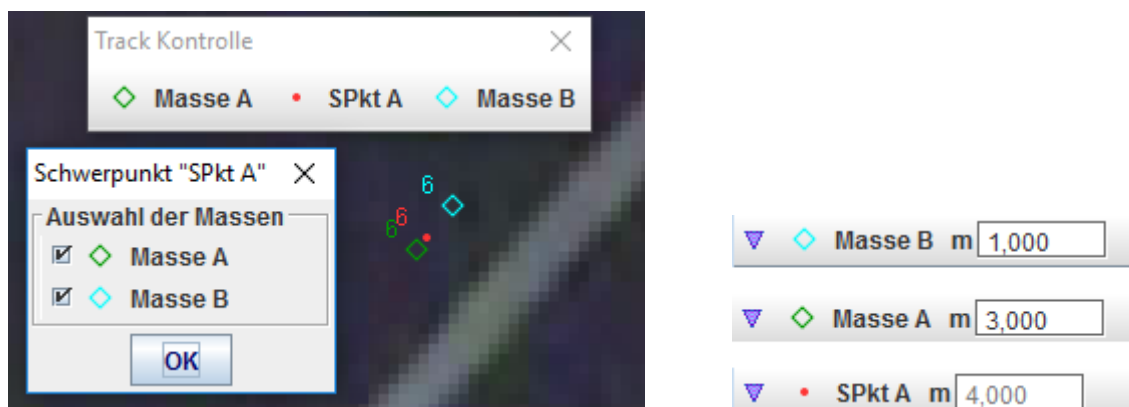 Track Kontrolle
Masse A SPkt A Masse B
Schwerpunkt "SPkt A"
Auswahl der Massen
Masse A
Masse B
OK
6
6
6
Masse B m 1,000
Masse A m 3,000
SPkt A m 4,000